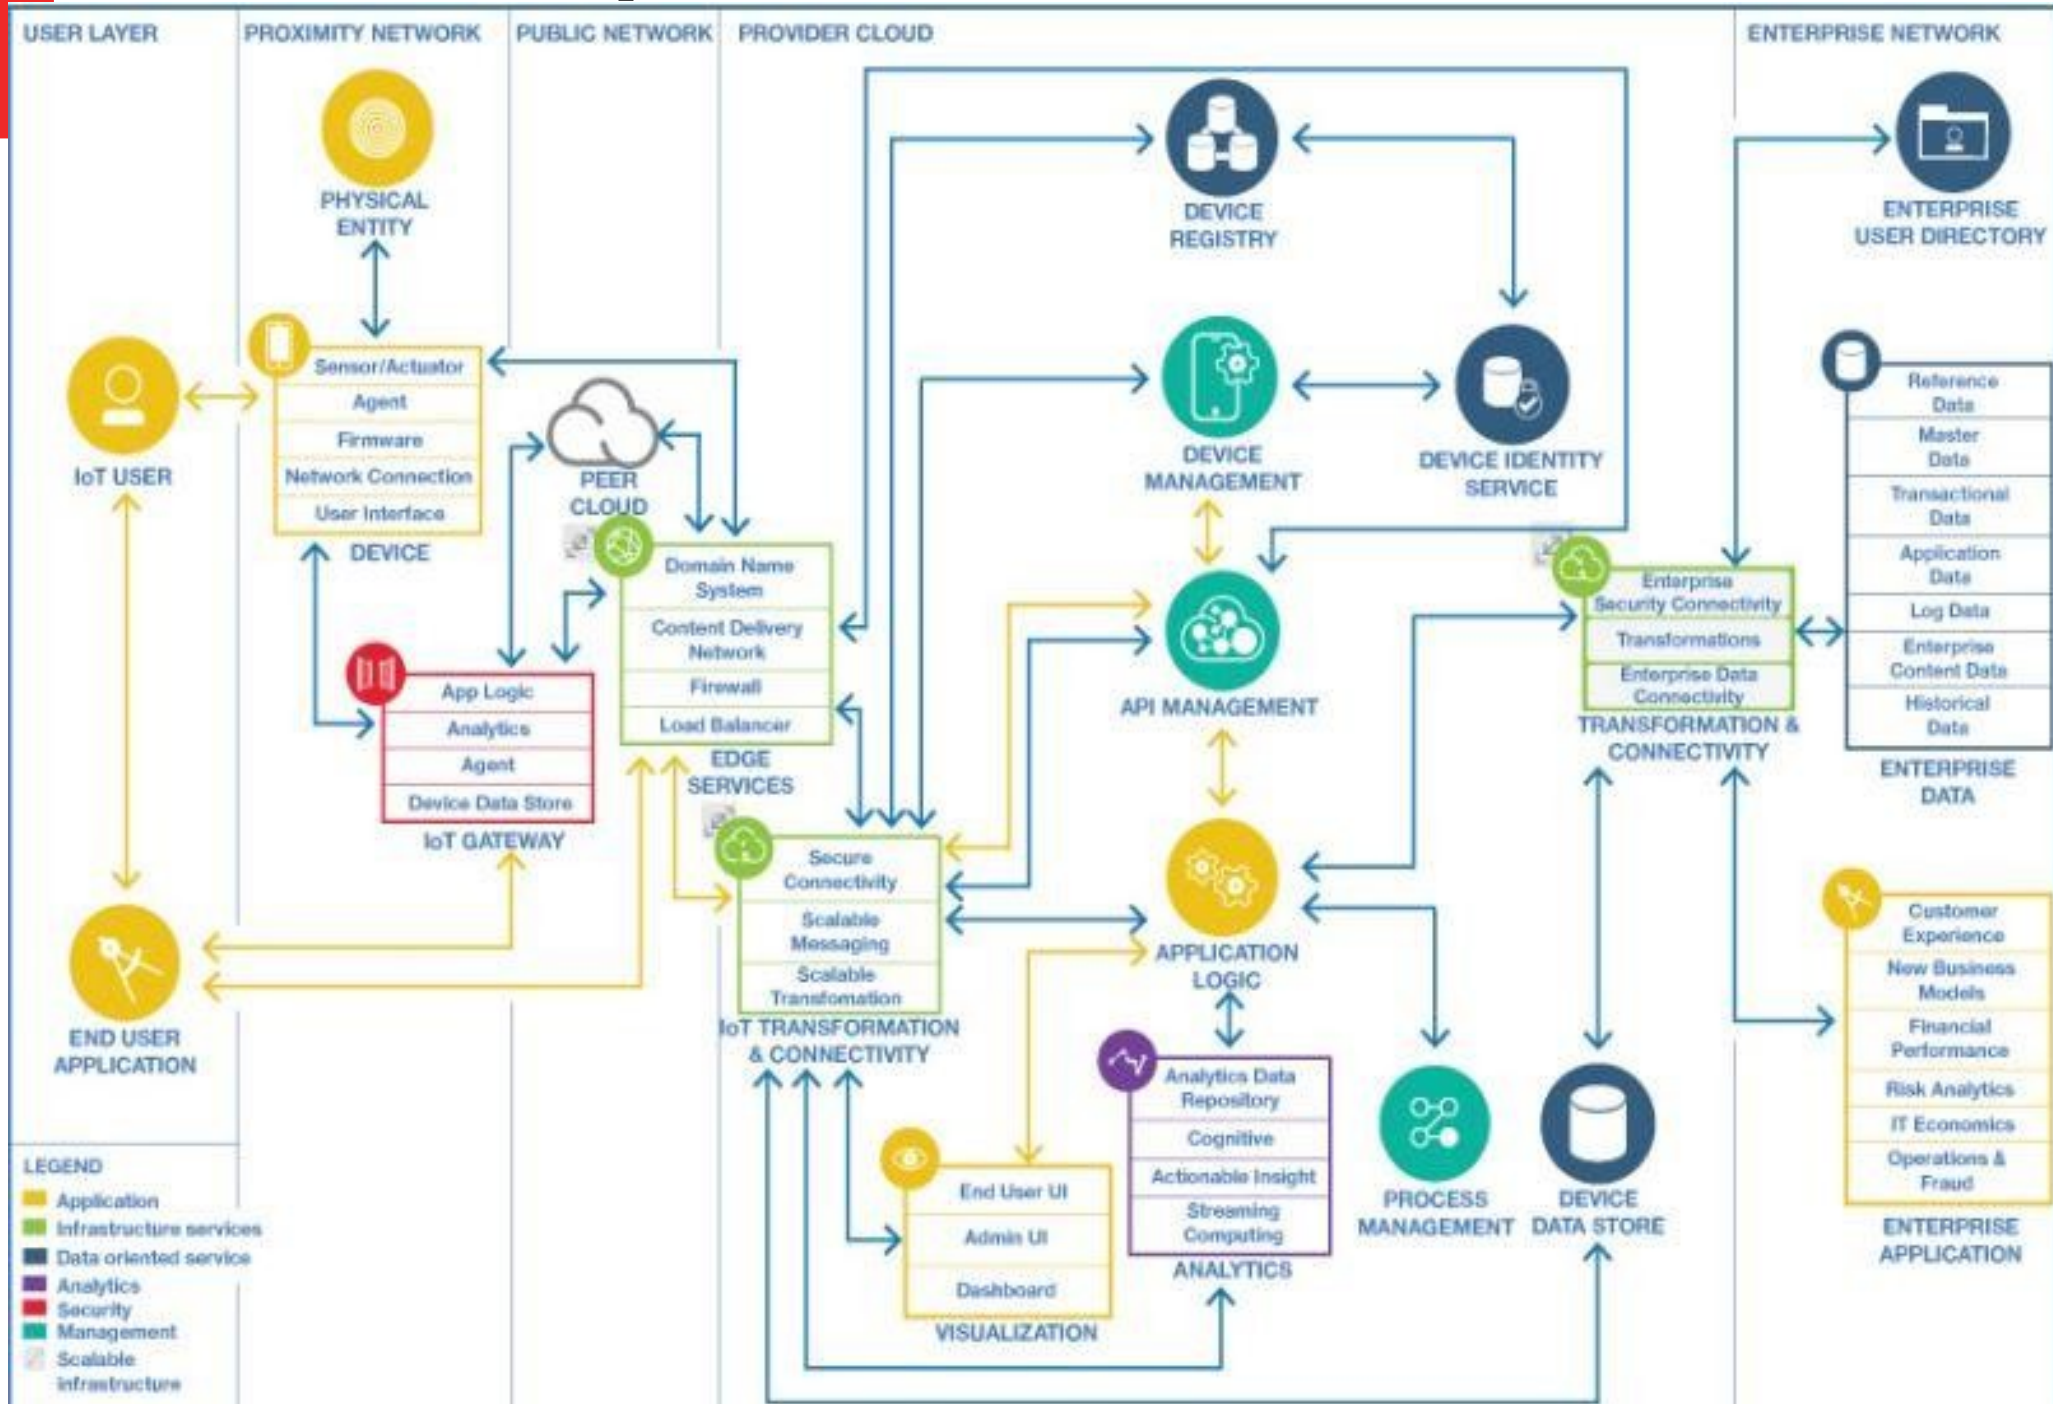 USER LAYER
PROXIMITY NETWORK
PUBLIC NETWORK
PROVIDER CLOUD
ENTERPRISE NETWORK
PHYSICAL
ENTITY
DEVICE
REGISTRY
ENTERPRISE
USER DIRECTORY
IoT USER
Sensor/Actuator
Agent
Firmware
Network Connection
User Interface
DEVICE
PEER
CLOUD
DEVICE
MANAGEMENT
DEVICE IDENTITY
SERVICE
Reference
Data
Master
Data
Transactional
Data
Application
Data
Log Data
Enterprise
Content Data
Historical
Data
ENTERPRISE
DATA
Domain Name
System
Content Delivery
Network
Firewall
Load Balancer
EDGE
SERVICES
App Logic
Analytics
Agent
Device Data Store
IoT GATEWAY
API MANAGEMENT
Enterprise
Security Connectivity
Transformations
Enterprise Data
Connectivity
TRANSFORMATION &
CONNECTIVITY
END USER
APPLICATION
Secure
Connectivity
Scalable
Messaging
Scalable
Transfomation
IoT TRANSFORMATION
& CONNECTIVITY
APPLICATION
LOGIC
Customer
Experience
New Business
Models
Financial
Performance
Risk Analytics
IT Economics
Operations &
Fraud
ENTERPRISE
APPLICATION
Analytics Data
Repository
Cognitive
Actionable Insight
Streaming
Computing
ANALYTICS
PROCESS
MANAGEMENT
DEVICE
DATA STORE
End User UI
Admin UI
Dashboard
VISUALIZATION
LEGEND
Application
Infrastructure services
Data oriented service
Analytics
Security
Management
Scalable
infrastructure